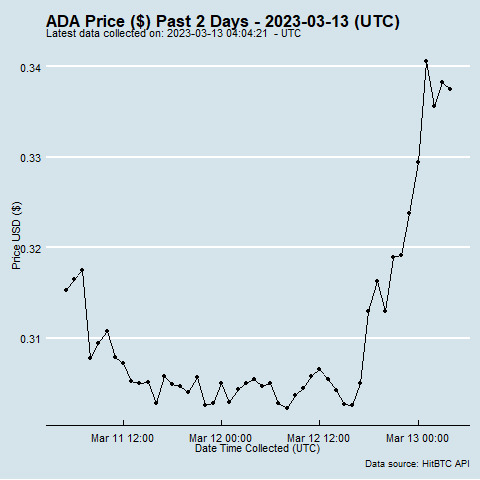 ADA Price ($) Past 2 Days - 2023-03-13 (UTC)
Latest data collected on: 2023-03-13 04:04:21 - UTC
0.34
0.33
0.32
0.31
Price USD ($)
Mar 11 12:00
Mar 12 00:00
Mar 12 12:00
Mar 13 00:00
Date Time Collected (UTC)
Data source: HitBTC API